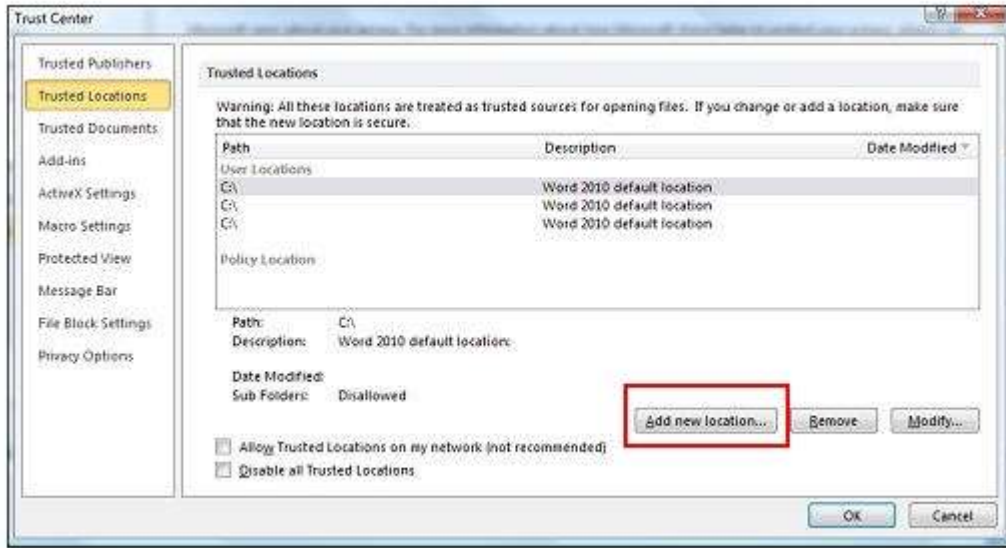 Trust Center
Trusted Publishers
Trusted Locations
Trusted Documents
Add-ins
ActiveX Settings
Macro Settings
Protected View
Message Bar
File Block Settings
Privacy Options
Trusted Locations
Warning: All these locations are treated as trusted sources for opening files. If you change or add a location, make sure
that the new location is secure.
Path Description Date Modified
User Locations
C:\ Word 2010 default location
C:\ Word 2010 default location
C:\ Word 2010 default location
Policy Location
Path: C:\
Description: Word 2010 default location:
Date Modified:
Sub Folders: Disallowed
Add new location... Remove Modify...
Allow Trusted Locations on my network (not recommended)
Disable all Trusted Locations
OK Cancel